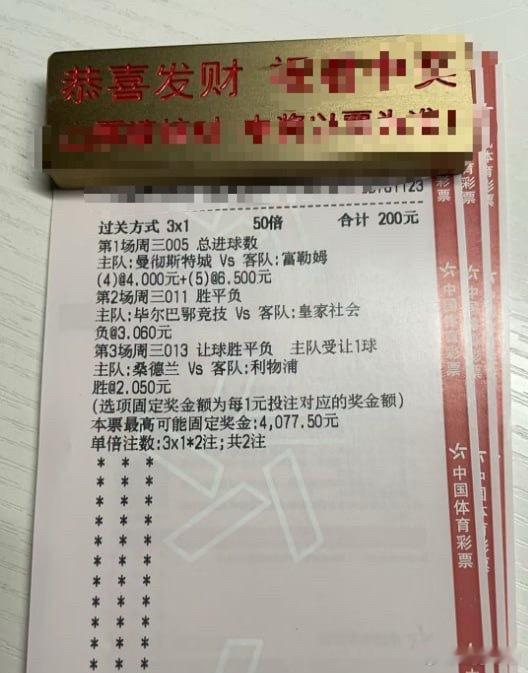 恭喜发财
过关方式 3x1 50倍 合计 200元
第1场周三005 总进球数
主队:曼彻斯特城 Vs 客队:富勒姆
(4)@4.000元+(5)@6.500元
第2场周三011 胜平负
主队:毕尔巴鄂竞技 Vs 客队:皇家社会
负@3.060元
第3场周三013 让球胜平负 主队受让1球
主队:桑德兰 Vs 客队:利物浦
胜@2.050元
(选项固定奖金额为每1元投注对应的奖金额)
本票最高可能固定奖金:4,077.50元
单倍注数:3x1*2注;共2注
* * *
* * *
* * *
* * *
* * *
* * *
* * *
* * *
* * *
* * *
* * *
中国体育彩票
中国体育彩票
中国体育彩票